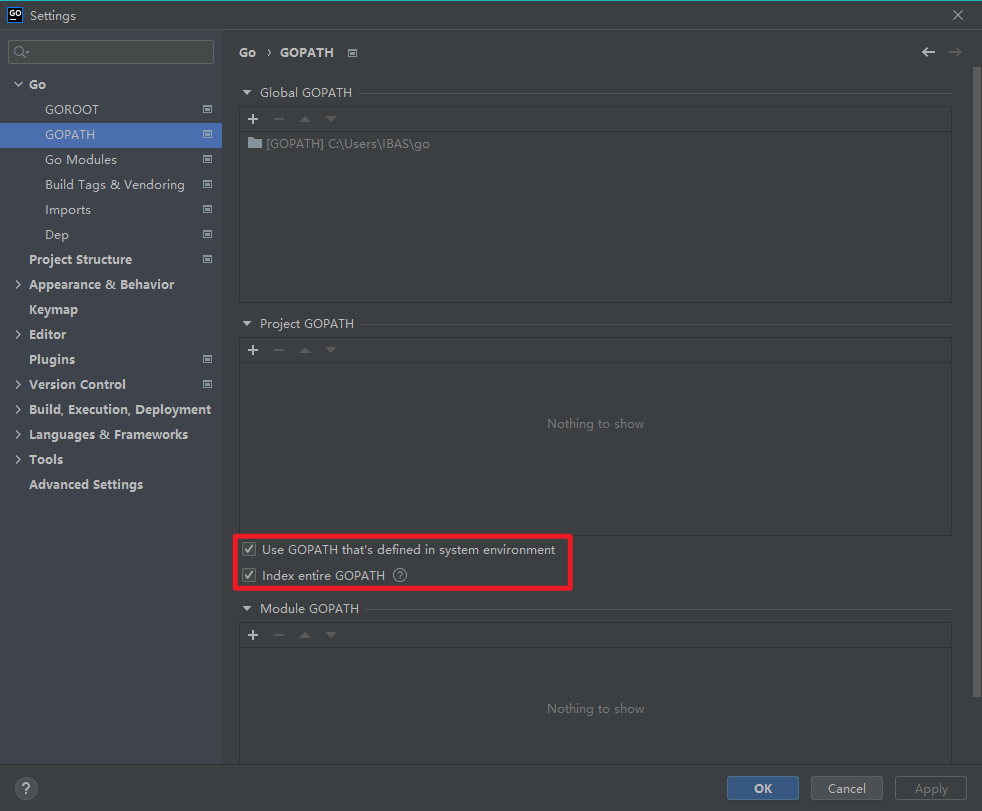 GO Settings
Go
GOROOT
GOPATH
Go Modules
Build Tags & Vendoring
Imports
Dep
Project Structure
Appearance & Behavior
Keymap
Editor
Plugins
Version Control
Build, Execution, Deployment
Languages & Frameworks
Tools
Advanced Settings
Go › GOPATH
Global GOPATH
[GOPATH] C:\Users\IBAS\go
Project GOPATH
Nothing to show
Use GOPATH that's defined in system environment
Index entire GOPATH ?
Module GOPATH
Nothing to show
?
OK Cancel Apply